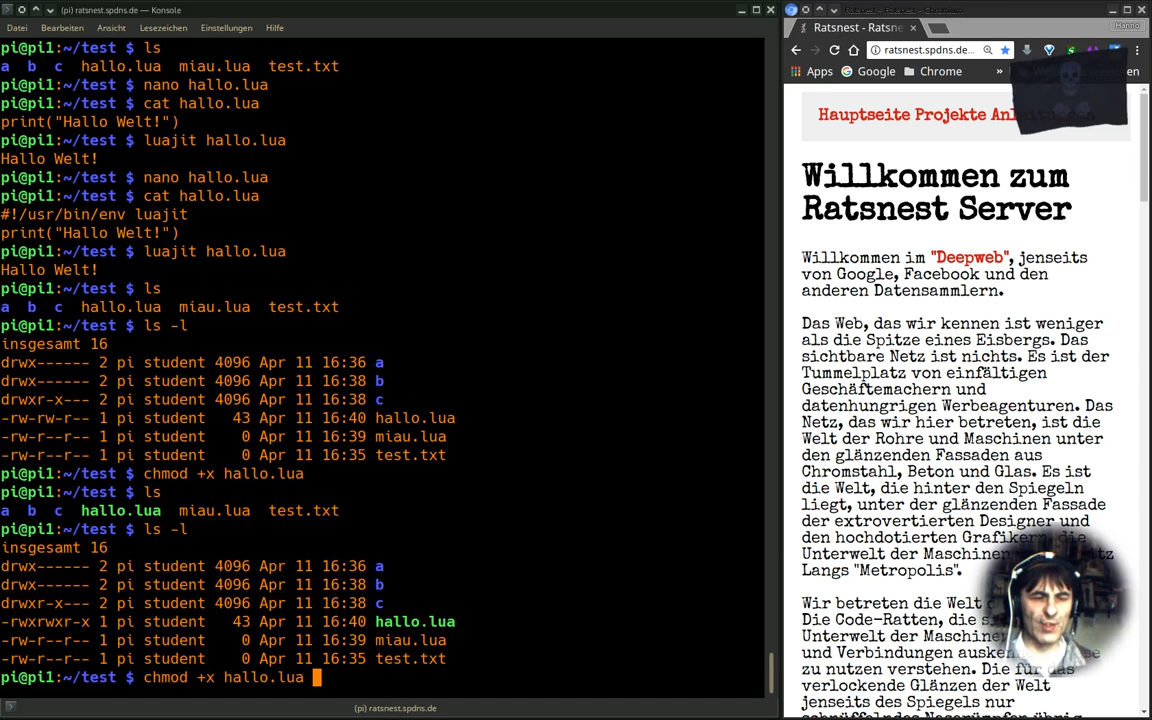 (pi) ratsnest.spdns.de — Konsole
Datei Bearbeiten Ansicht Lesezeichen Einstellungen Hilfe
pi@pi1:~/test $ ls
a b c hallo.lua miau.lua test.txt
pi@pi1:~/test $ nano hallo.lua
pi@pi1:~/test $ cat hallo.lua
print("Hallo Welt!")
pi@pi1:~/test $ luajit hallo.lua
Hallo Welt!
pi@pi1:~/test $ nano hallo.lua
pi@pi1:~/test $ cat hallo.lua
#!/usr/bin/env luajit
print("Hallo Welt!")
pi@pi1:~/test $ luajit hallo.lua
Hallo Welt!
pi@pi1:~/test $ ls
a b c hallo.lua miau.lua test.txt
pi@pi1:~/test $ ls -l
insgesamt 16
drwx------ 2 pi student 4096 Apr 11 16:36 a
drwx------ 2 pi student 4096 Apr 11 16:38 b
drwxr-x--- 2 pi student 4096 Apr 11 16:38 c
-rw-rw-r-- 1 pi student 43 Apr 11 16:40 hallo.lua
-rw-r--r-- 1 pi student 0 Apr 11 16:39 miau.lua
-rw-r--r-- 1 pi student 0 Apr 11 16:35 test.txt
pi@pi1:~/test $ chmod +x hallo.lua
pi@pi1:~/test $ ls
a b c hallo.lua miau.lua test.txt
pi@pi1:~/test $ ls -l
insgesamt 16
drwx------ 2 pi student 4096 Apr 11 16:36 a
drwx------ 2 pi student 4096 Apr 11 16:38 b
drwxr-x--- 2 pi student 4096 Apr 11 16:38 c
-rwxrwxr-x 1 pi student 43 Apr 11 16:40 hallo.lua
-rw-r--r-- 1 pi student 0 Apr 11 16:39 miau.lua
-rw-r--r-- 1 pi student 0 Apr 11 16:35 test.txt
pi@pi1:~/test $ chmod +x hallo.lua
(pi) ratsnest.spdns.de
Ratsnest - Ratsne
Hanno
ratsnest.spdns.de...
Apps Google Chrome »
Hauptseite Projekte
Willkommen zum
Ratsnest Server
Willkommen im "Deepweb", jenseits
von Google, Facebook und den
anderen Datensammlern.
Das Web, das wir kennen ist weniger
als die Spitze eines Eisbergs. Das
sichtbare Netz ist nichts. Es ist der
Tummelplatz von einfältigen
Geschäftemachern und
datenhungrigen Werbeagenturen. Das
Netz, das wir hier betreten, ist die
Welt der Rohre und Maschinen unter
den glänzenden Fassaden aus
Chromstahl, Beton und Glas. Es ist
die Welt, die hinter den Spiegeln
liegt, unter der glänzenden Fassade
der extrovertierten Designer und
den hochdotierten Grafikern, die
Unterwelt der Maschinen
Langs "Metropolis".
Wir betreten die Welt
Die Code-Ratten, die
Unterwelt der Maschinen
und Verbindungen
zu nutzen verstehen. Die für das
verlockende Glänzen der Welt
jenseits des Spiegels nur